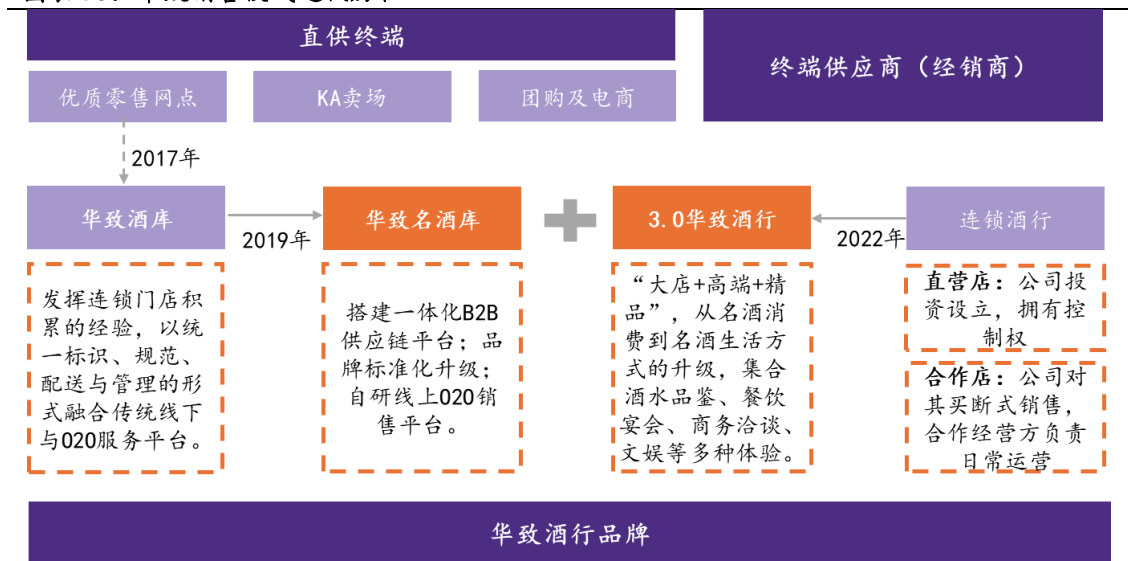 直供终端
终端供应商（经销商）
优质零售网点
KA卖场
团购及电商
2017年
华致酒库
2019年
华致名酒库
3.0华致酒行
2022年
连锁酒行
发挥连锁门店积
累的经验，以统
一标识、规范、
配送与管理的形
式融合传统线下
与O2O服务平台。
搭建一体化B2B
供应链平台；品
牌标准化升级；
自研线上O2O销
售平台。
“大店+高端+精
品”，从名酒消
费到名酒生活方
式的升级，集合
酒水品鉴、餐饮
宴会、商务洽谈、
文娱等多种体验。
直营店：公司投
资设立，拥有控
制权
合作店：公司对
其买断式销售，
合作经营方负责
日常运营
华致酒行品牌